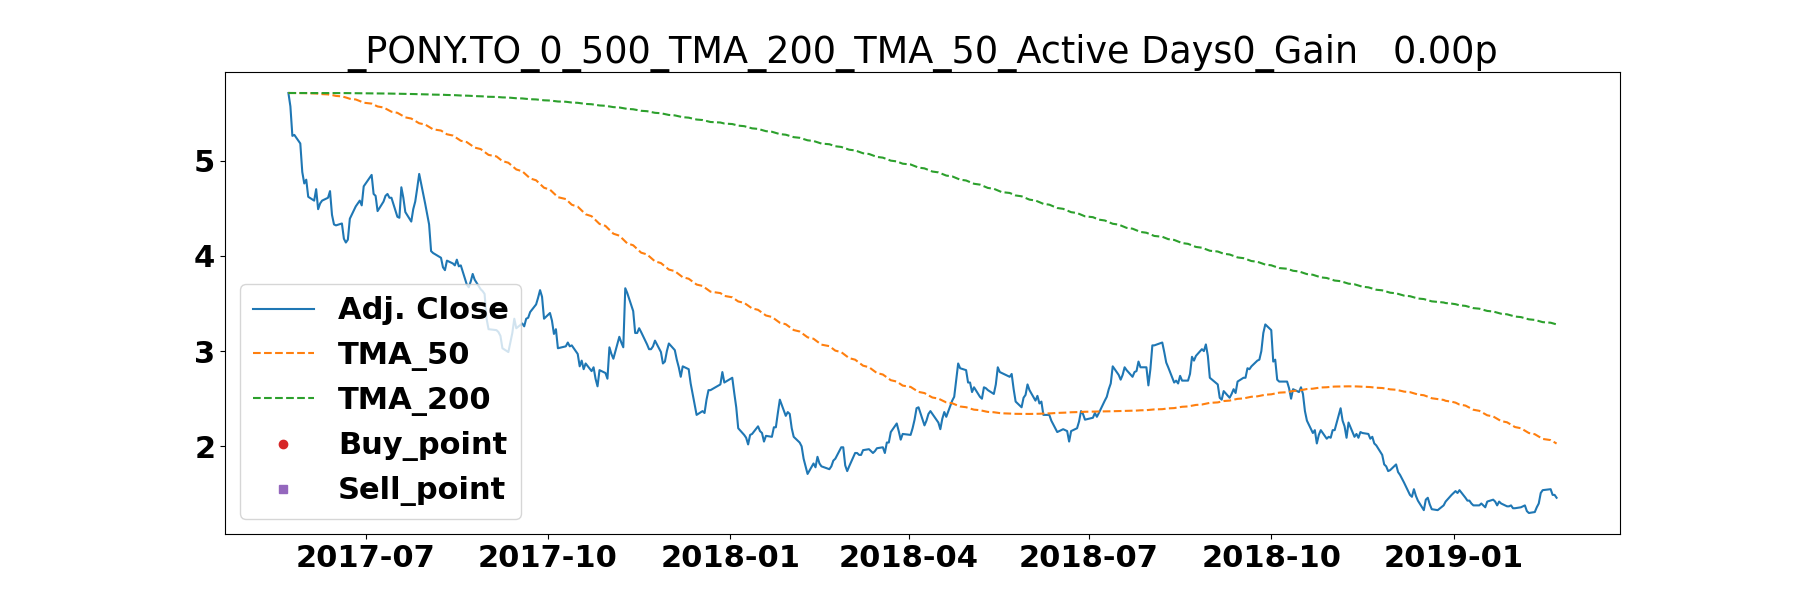 _PONY.TO_0_500_TMA_200_TMA_50_Active Days0_Gain   0.00p
5
4
3
2
Adj. Close
TMA_50
TMA_200
Buy_point
Sell_point
2017-07 2017-10 2018-01 2018-04 2018-07 2018-10 2019-01